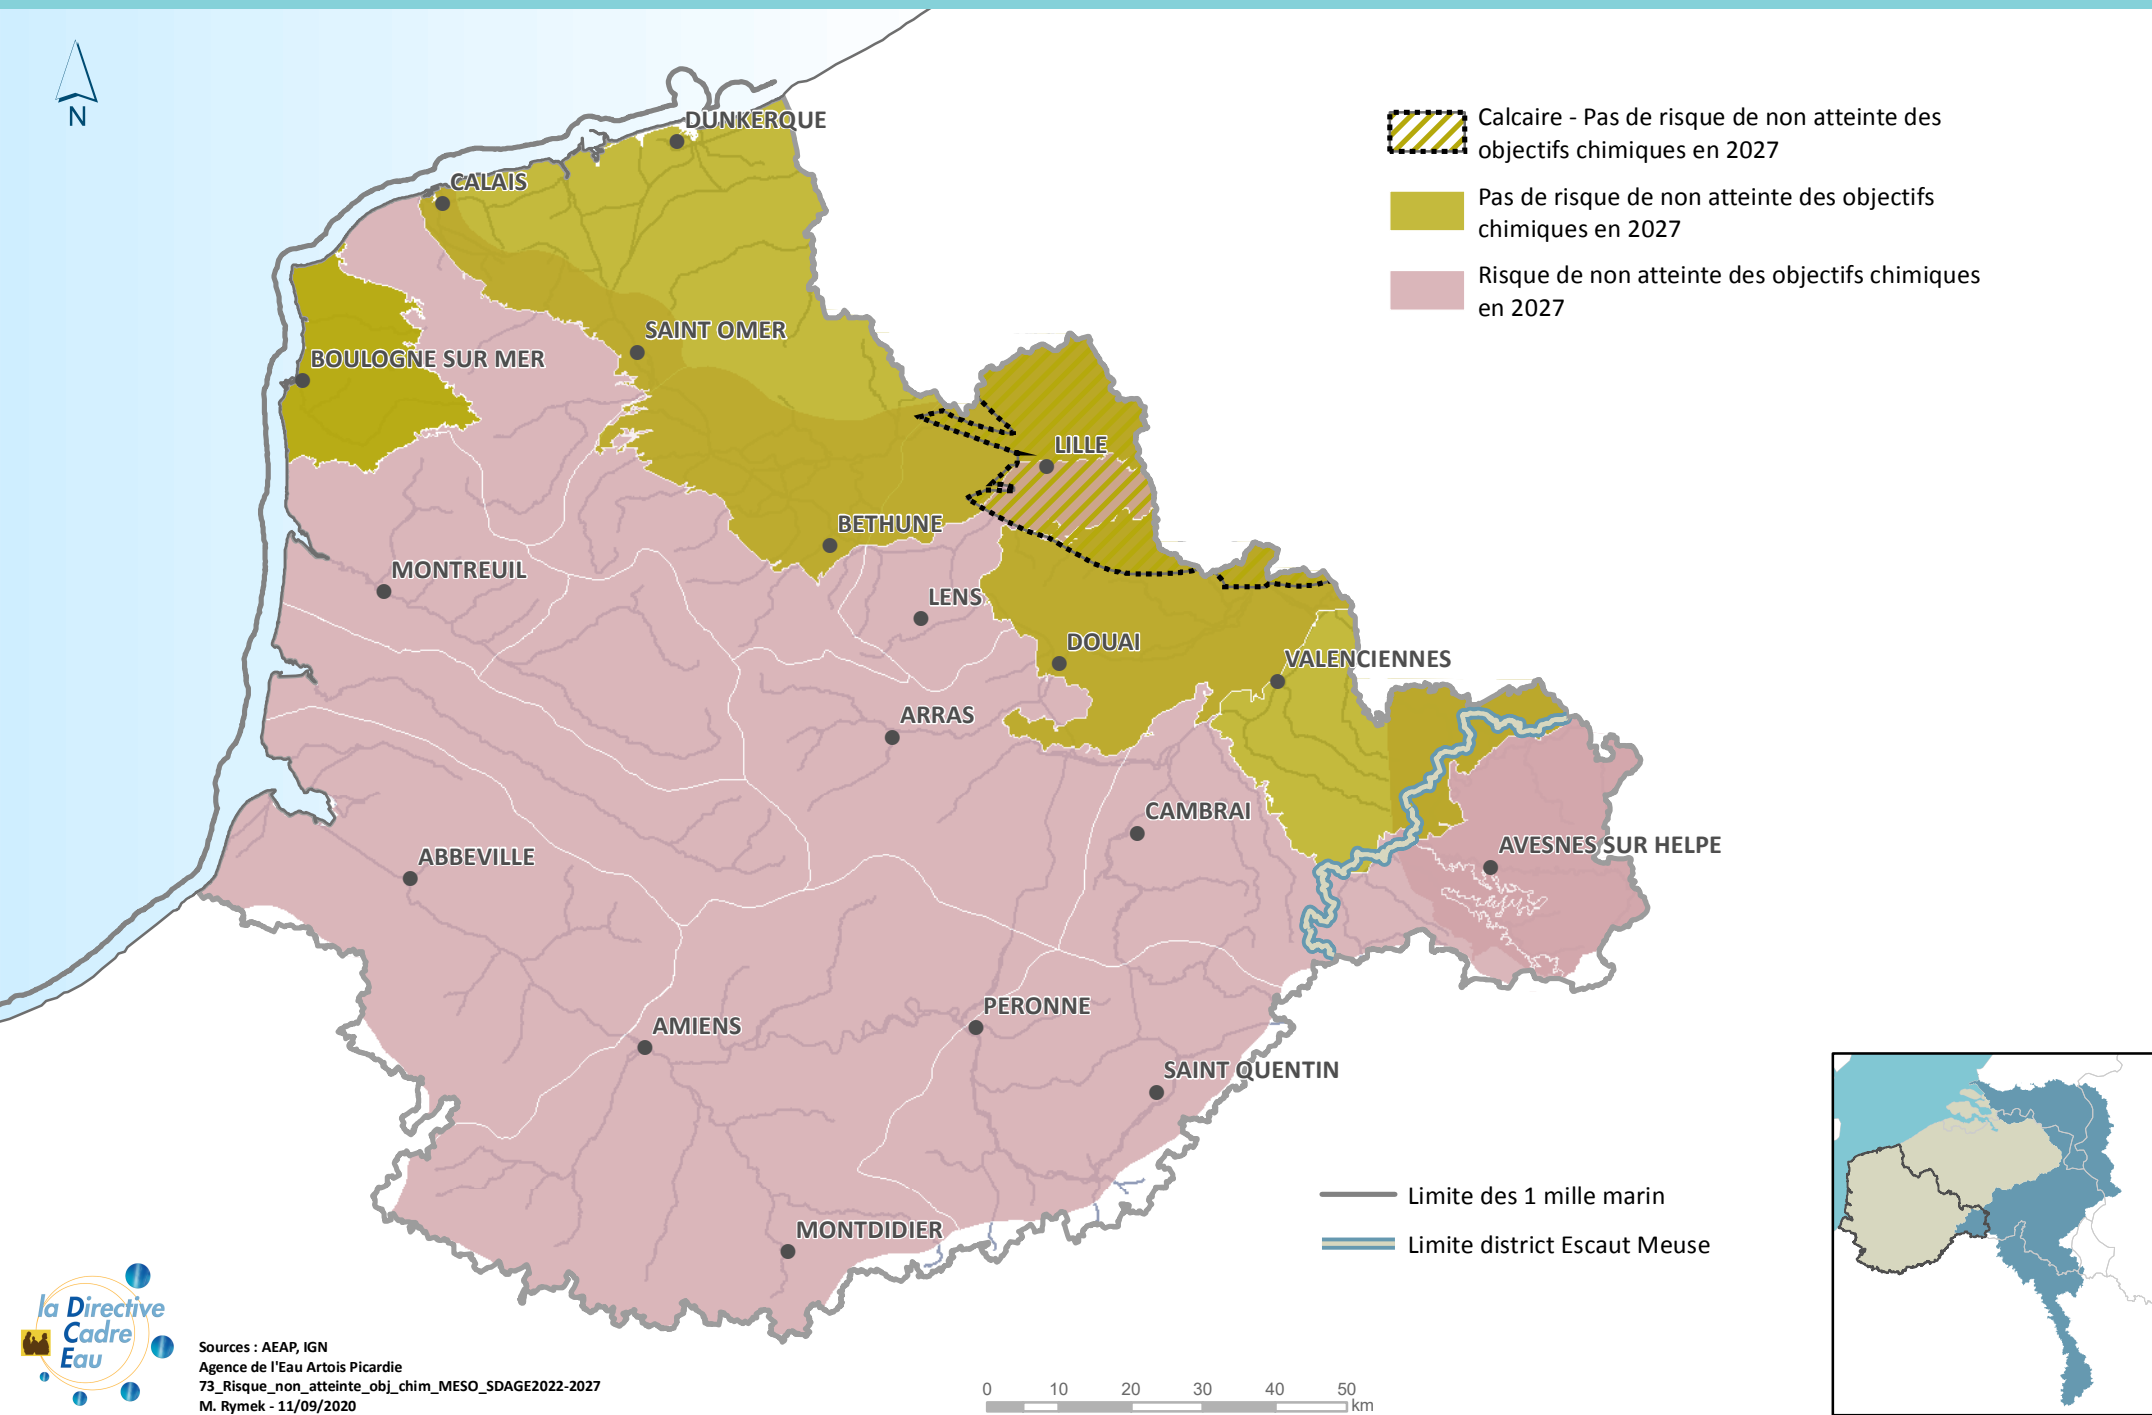 N
DUNKERQUE
CALAIS
SAINT OMER
BOULOGNE SUR MER
LILLE
BETHUNE
MONTREUIL
LENS
DOUAI
VALENCIENNES
ARRAS
CAMBRAI
AVESNES SUR HELPE
ABBEVILLE
PERONNE
AMIENS
SAINT QUENTIN
MONTDIDIER
Calcaire - Pas de risque de non atteinte des
objectifs chimiques en 2027
Pas de risque de non atteinte des objectifs
chimiques en 2027
Risque de non atteinte des objectifs chimiques
en 2027
Limite des 1 mille marin
Limite district Escaut Meuse
la Directive
Cadre
Eau
Sources : AEAP, IGN
Agence de l'Eau Artois Picardie
73_Risque_non_atteinte_obj_chim_MESO_SDAGE2022-2027
M. Rymek - 11/09/2020
0 10 20 30 40 50
km